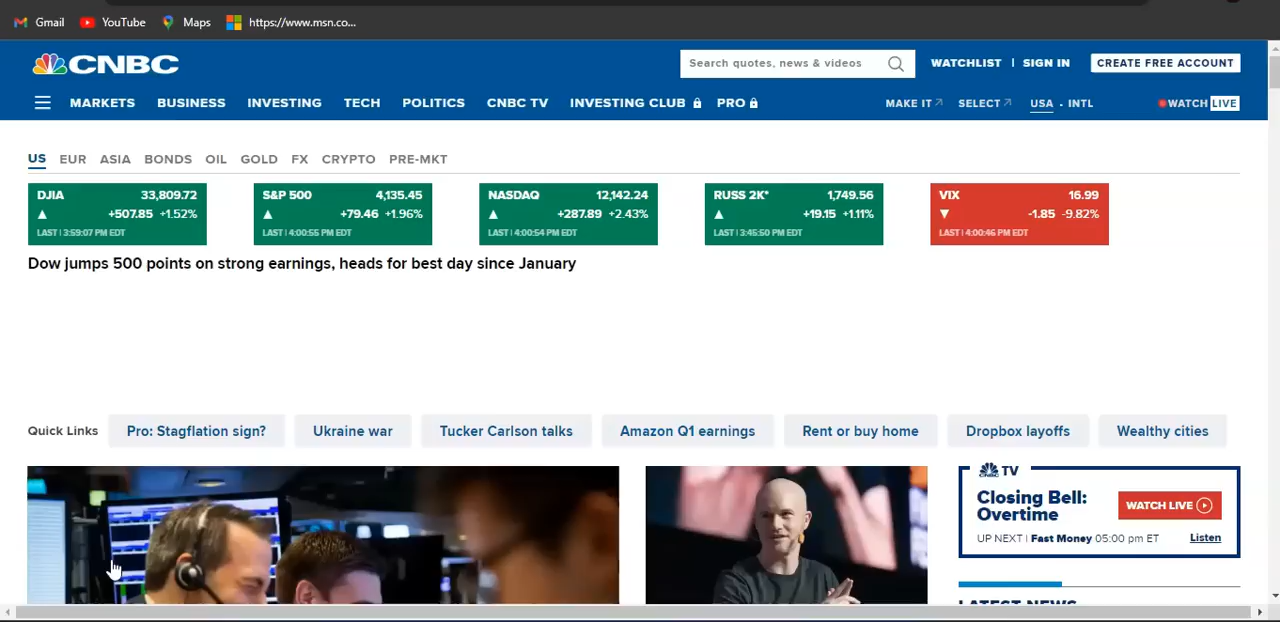 Gmail YouTube Maps https://www.msn.co...
CNBC Search quotes, news & videos WATCHLIST | SIGN IN CREATE FREE ACCOUNT
MARKETS BUSINESS INVESTING TECH POLITICS CNBC TV INVESTING CLUB PRO MAKE IT SELECT USA - INTL WATCH LIVE
US EUR ASIA BONDS OIL GOLD FX CRYPTO PRE-MKT
DJIA 33,809.72
+507.85 +1.52%
LAST | 3:59:07 PM EDT
S&P 500 4,135.45
+79.46 +1.96%
LAST | 4:00:55 PM EDT
NASDAQ 12,142.24
+287.89 +2.43%
LAST | 4:00:54 PM EDT
RUSS 2K* 1,749.56
+19.15 +1.11%
LAST | 3:45:50 PM EDT
VIX 16.99
-1.85 -9.82%
LAST | 4:00:46 PM EDT
Dow jumps 500 points on strong earnings, heads for best day since January
Quick Links Pro: Stagflation sign? Ukraine war Tucker Carlson talks Amazon Q1 earnings Rent or buy home Dropbox layoffs Wealthy cities
CNBC TV
Closing Bell:
Overtime
WATCH LIVE
UP NEXT | Fast Money 05:00 pm ET Listen
LATEST NEWS